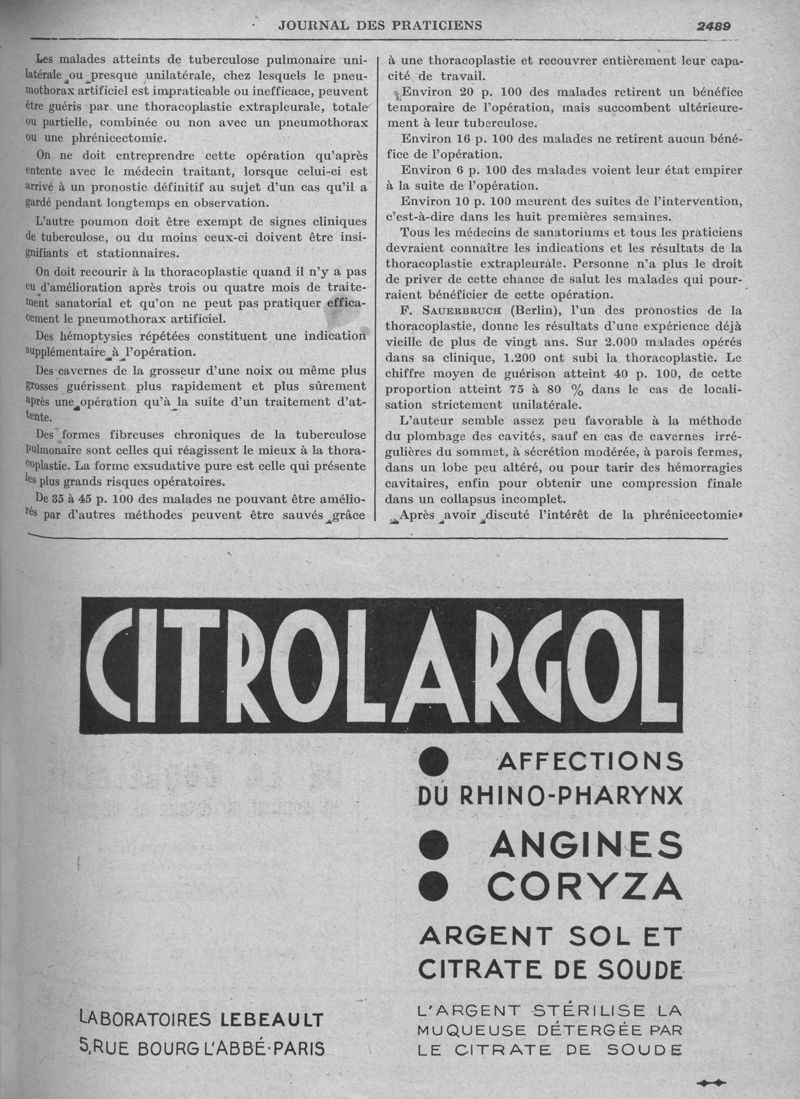 JOURNAL DES PRATICIENS
2489
Les malades atteints de tuberculose pulmonaire uni-
latérale ou presque unilatérale, chez lesquels le pneu-
mothorax artificiel est impraticable ou inefficace, peuvent
être guéris par une thoracoplastie extrapleurale, totale
ou partielle, combinée ou non avec un pneumothorax
ou une phrénicectomie.
On ne doit entreprendre cette opération qu'après
entente avec le médecin traitant, lorsque celui-ci est
arrivé à un pronostic définitif au sujet d'un cas qu'il a
gardé pendant longtemps en observation.
L'autre poumon doit être exempt de signes cliniques
de tuberculose, ou du moins ceux-ci doivent être insi-
gnifiants et stationnaires.
On doit recourir à la thoracoplastie quand il n'y a pas
eu d'amélioration après trois ou quatre mois de traite-
ment sanatorial et qu'on ne peut pas pratiquer effica-
cement le pneumothorax artificiel.
Des hémoptysies répétées constituent une indication
supplémentaire à l'opération.
Des cavernes de la grosseur d'une noix ou même plus
grosses guérissent plus rapidement et plus sûrement
après une opération qu'à la suite d'un traitement d'at-
tente.
Des formes fibreuses chroniques de la tuberculose
pulmonaire sont celles qui réagissent le mieux à la thora-
coplastie. La forme exsudative pure est celle qui présente
les plus grands risques opératoires.
De 35 à 45 p. 100 des malades ne pouvant être amélio-
rés par d'autres méthodes peuvent être sauvés grâce
à une thoracoplastie et recouvrer entièrement leur capa-
cité de travail.
Environ 20 p. 100 des malades retirent un bénéfice
temporaire de l'opération, mais succombent ultérieure-
ment à leur tuberculose.
Environ 16 p. 100 des malades ne retirent aucun béné-
fice de l'opération.
Environ 6 p. 100 des malades voient leur état empirer
à la suite de l'opération.
Environ 10 p. 100 meurent des suites de l'intervention,
c'est-à-dire dans les huit premières semaines.
Tous les médecins de sanatoriums et tous les praticiens
devraient connaître les indications et les résultats de la
thoracoplastie extrapleurale. Personne n'a plus le droit
de priver de cette chance de salut les malades qui pour-
raient bénéficier de cette opération.
F. SAUERBRUCH (Berlin), l'un des pronostics de la
thoracoplastie, donne les résultats d'une expérience déjà
vieille de plus de vingt ans. Sur 2.000 malades opérés
dans sa clinique, 1.200 ont subi la thoracoplastie. Le
chiffre moyen de guérison atteint 40 p. 100, de cette
proportion atteint 75 à 80 % dans le cas de locali-
sation strictement unilatérale.
L'auteur semble assez peu favorable à la méthode
du plombage des cavités, sauf en cas de cavernes irré-
gulières du sommet, à sécrétion modérée, à parois fermes,
dans un lobe peu altéré, ou pour tarir des hémorragies
cavitaires, enfin pour obtenir une compression finale
dans un collapsus incomplet.
Après avoir discuté l'intérêt de la phrénicectomie
CITROLARGOL
● AFFECTIONS
DU RHINO-PHARYNX
● ANGINES
● CORYZA
ARGENT SOL ET
CITRATE DE SOUDE
LABORATOIRES LEBEAULT
5, RUE BOURG L'ABBÉ·PARIS
L'ARGENT STÉRILISE LA
MUQUEUSE DÉTERGÉE PAR
LE CITRATE DE SOUDE